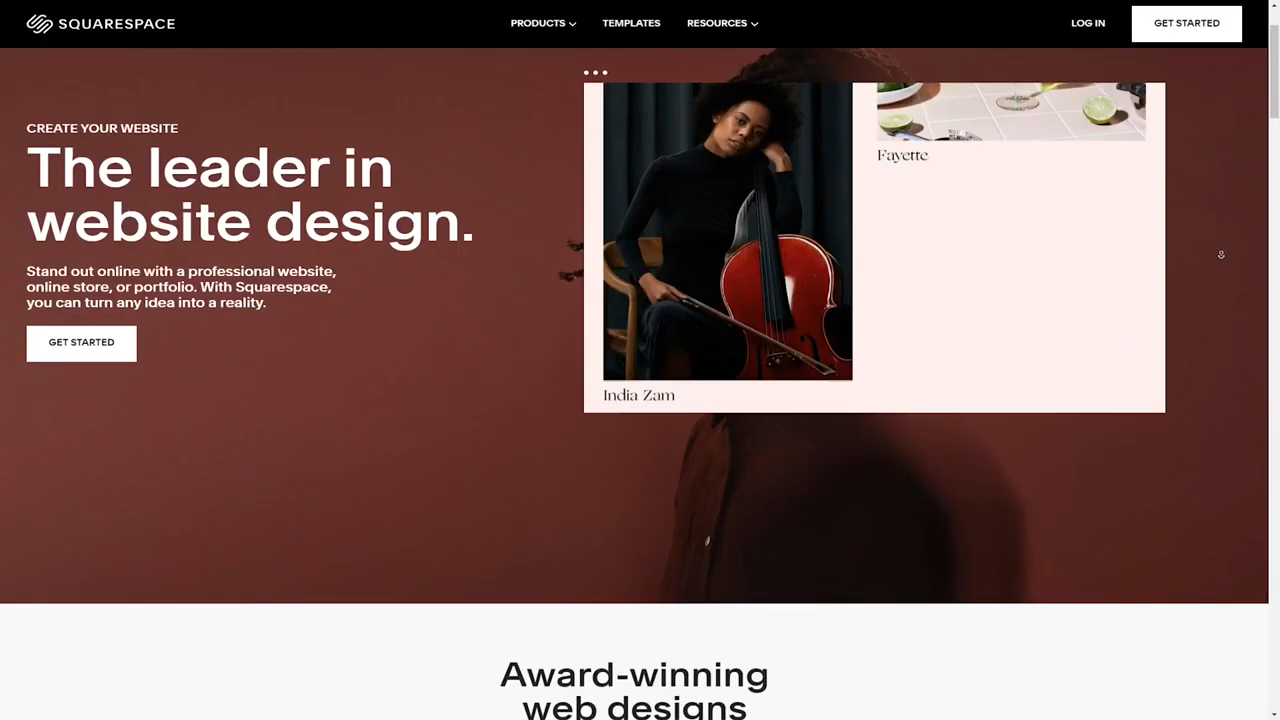 SQUARESPACE
PRODUCTS
TEMPLATES
RESOURCES
LOG IN
GET STARTED
CREATE YOUR WEBSITE
The leader in
website design.
Stand out online with a professional website,
online store, or portfolio. With Squarespace,
you can turn any idea into a reality.
GET STARTED
Fayette
India Zam
Award-winning
web designs